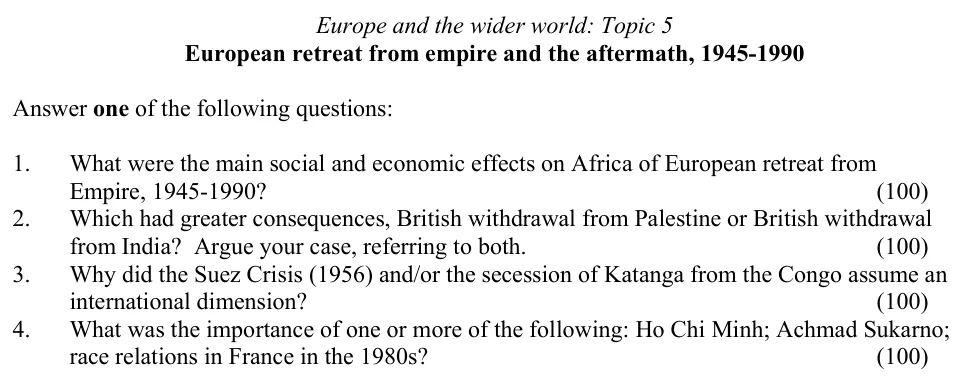 Europe and the wider world: Topic 5
European retreat from empire and the aftermath, 1945-1990
Answer one of the following questions:
1. What were the main social and economic effects on Africa of European retreat from
Empire, 1945-1990? (100)
2. Which had greater consequences, British withdrawal from Palestine or British withdrawal
from India? Argue your case, referring to both. (100)
3. Why did the Suez Crisis (1956) and/or the secession of Katanga from the Congo assume an
international dimension? (100)
4. What was the importance of one or more of the following: Ho Chi Minh; Achmad Sukarno;
race relations in France in the 1980s? (100)